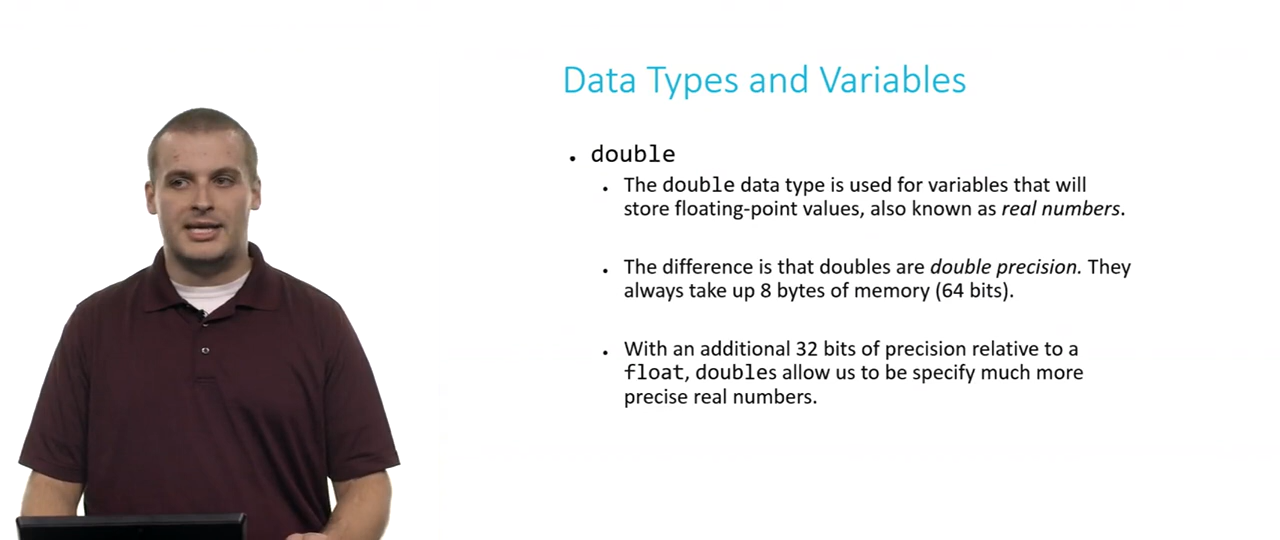 Data Types and Variables
• double
• The double data type is used for variables that will
store floating-point values, also known as real numbers.
• The difference is that doubles are double precision. They
always take up 8 bytes of memory (64 bits).
• With an additional 32 bits of precision relative to a
float, doubles allow us to be specify much more
precise real numbers.